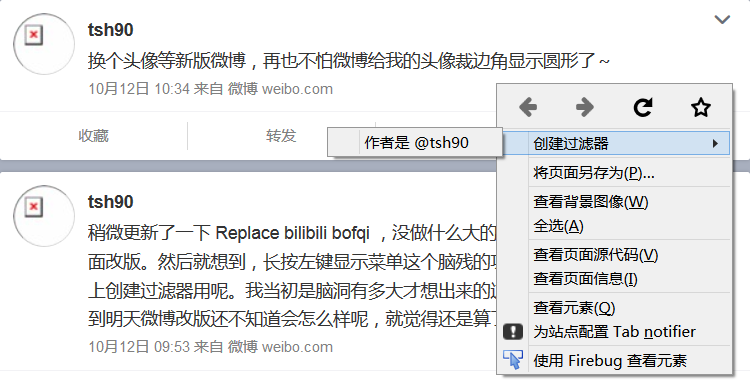 tsh90
换个头像等新版微博，再也不怕微博给我的头像裁边角显示圆形了~
10月12日 10:34 来自 微博 weibo.com
收藏
转发
作者是 @tsh90
创建过滤器
将页面另存为(P)...
查看背景图像(W)
全选(A)
查看页面源代码(V)
查看页面信息(I)
查看元素(Q)
为站点配置 Tab notifier
使用 Firebug 查看元素
tsh90
稍微更新了一下 Replace bilibili bofqi ，没做什么大的
面改版。然后就想到，长按左键显示菜单这个脑残的
上创建过滤器用呢。我当初是脑洞有多大才想出来的
到明天微博改版还不知道会怎么样呢，就觉得还是算
10月12日 09:53 来自 微博 weibo.com